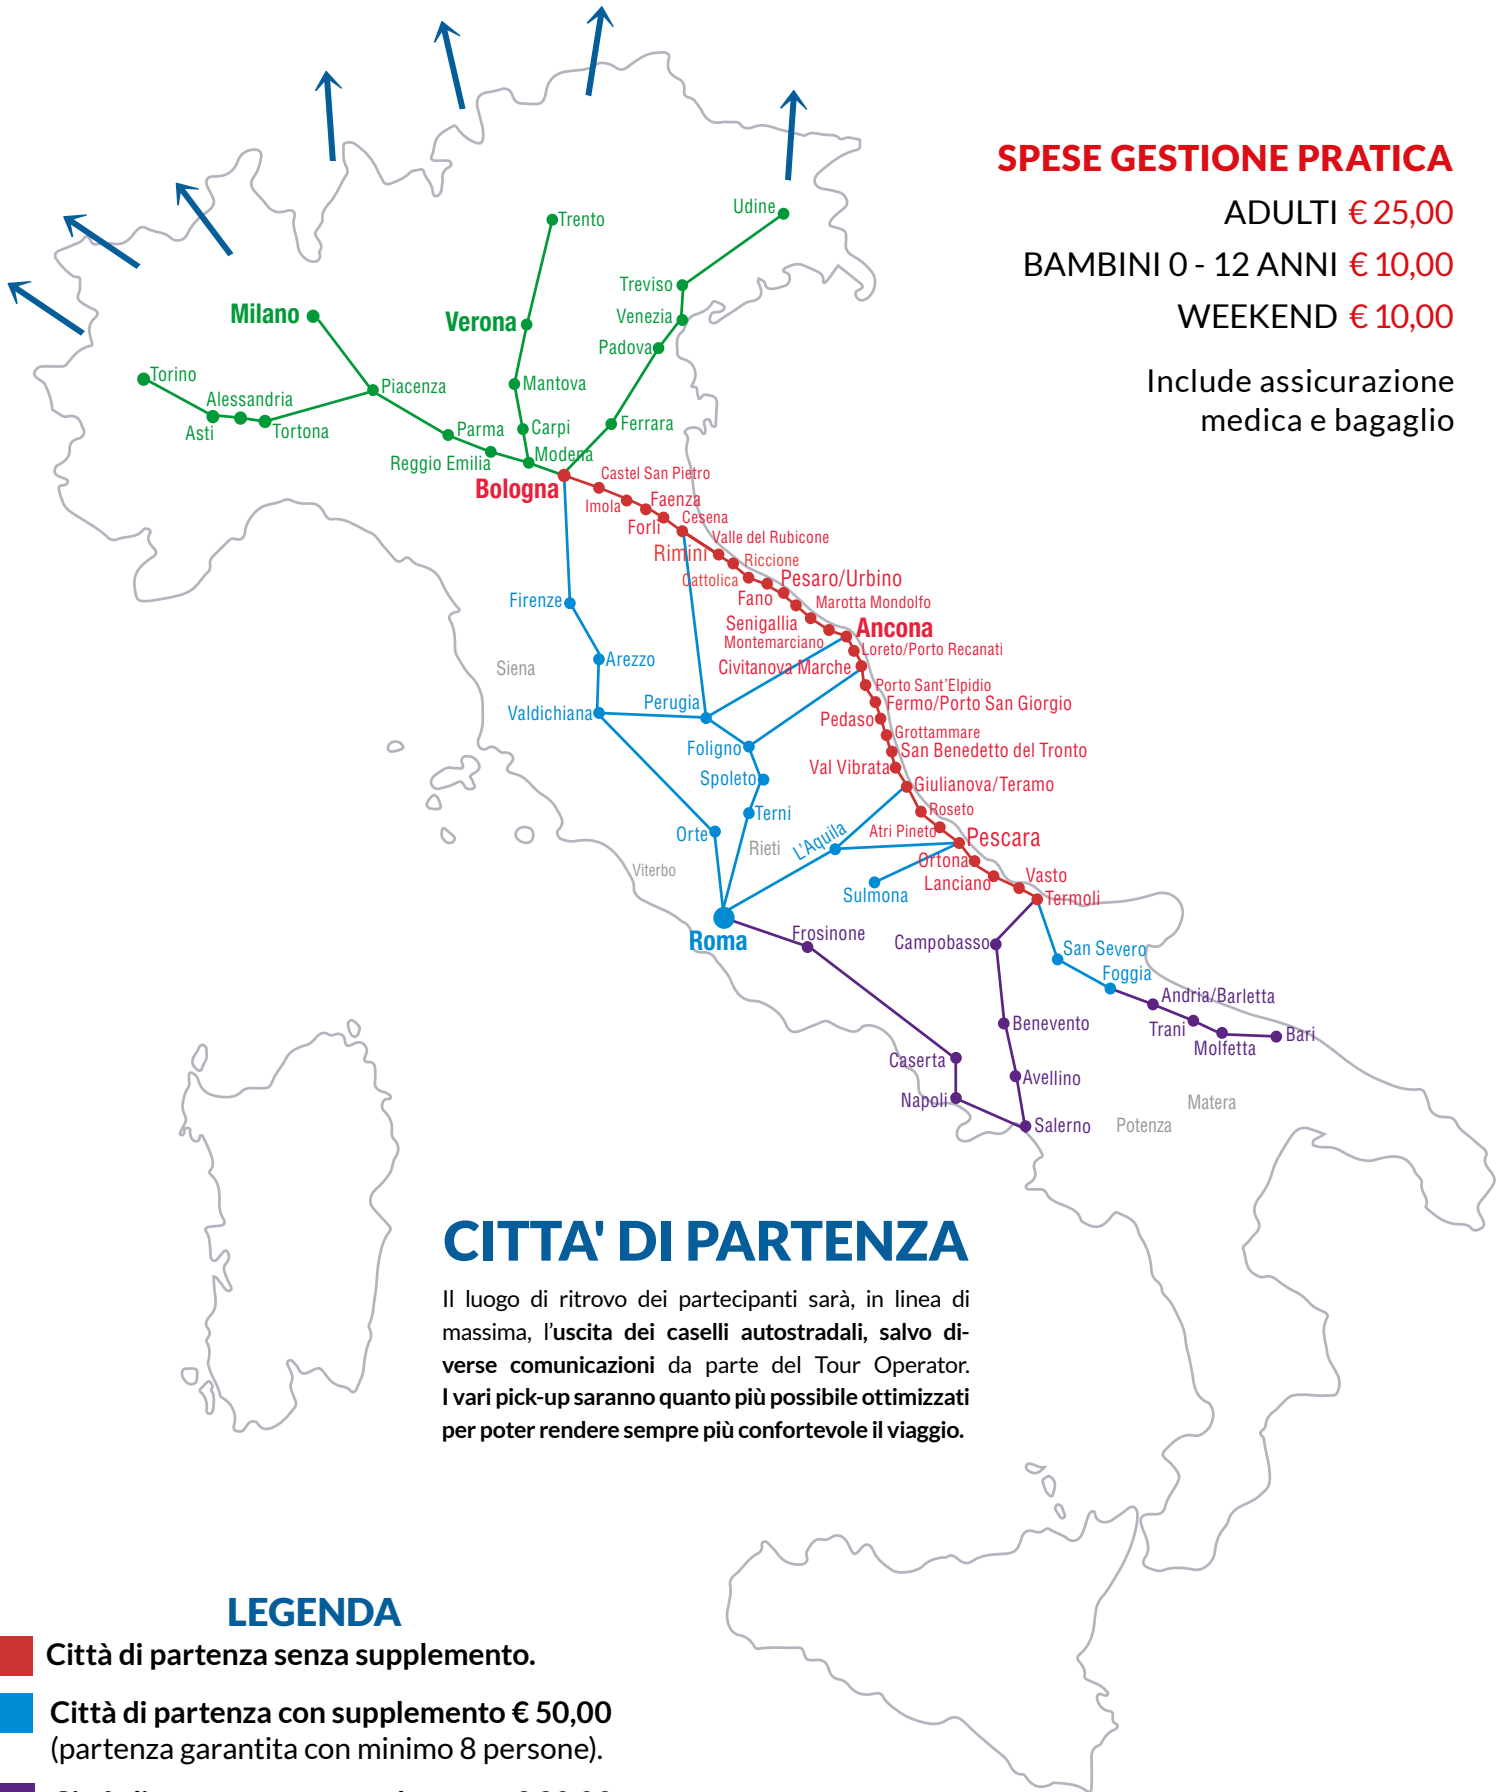 SPESE GESTIONE PRATICA
ADULTI € 25,00
BAMBINI 0 - 12 ANNI € 10,00
WEEKEND € 10,00
Include assicurazione
medica e bagaglio
Trento
Udine
Treviso
Milano
Verona
Venezia
Padova
Torino
Piacenza
Mantova
Alessandria
Asti
Tortona
Parma
Carpi
Ferrara
Reggio Emilia
Modena
Bologna
Castel San Pietro
Imola
Faenza
Forlì
Cesena
Valle del Rubicone
Rimini
Riccione
Cattolica
Pesaro/Urbino
Fano
Marotta Mondolfo
Senigallia
Ancona
Montemarciano
Loreto/Porto Recanati
Civitanova Marche
Porto Sant'Elpidio
Fermo/Porto San Giorgio
Pedaso
Grottammare
San Benedetto del Tronto
Val Vibrata
Giulianova/Teramo
Roseto
Atri Pineto
Pescara
Ortona
Lanciano
Vasto
Termoli
Firenze
Siena
Arezzo
Perugia
Valdichiana
Foligno
Spoleto
Terni
Orte
Rieti
L'Aquila
Viterbo
Sulmona
Roma
Frosinone
Campobasso
San Severo
Foggia
Andria/Barletta
Trani
Molfetta
Bari
Benevento
Caserta
Avellino
Napoli
Salerno
Matera
Potenza
CITTA' DI PARTENZA
Il luogo di ritrovo dei partecipanti sarà, in linea di
massima, l'uscita dei caselli autostradali, salvo di-
verse comunicazioni da parte del Tour Operator.
I vari pick-up saranno quanto più possibile ottimizzati
per poter rendere sempre più confortevole il viaggio.
LEGENDA
Città di partenza senza supplemento.
Città di partenza con supplemento € 50,00
(partenza garantita con minimo 8 persone).